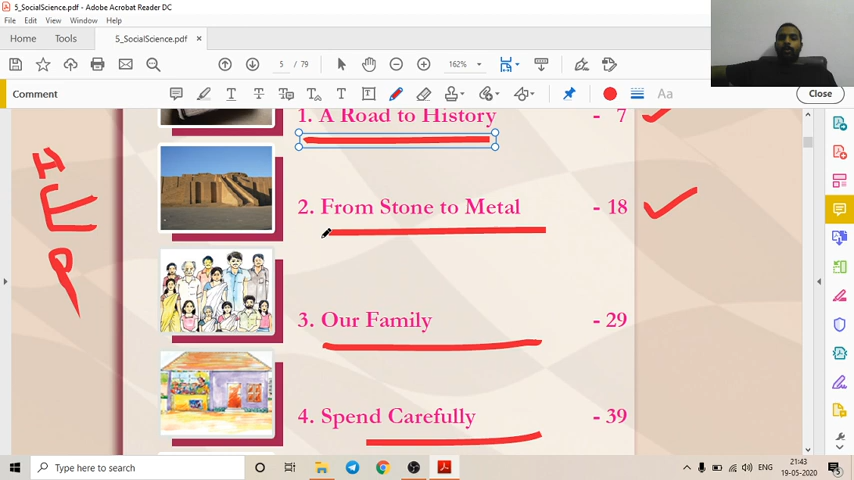 5_SocialScience.pdf - Adobe Acrobat Reader DC
File Edit View Window Help
Home Tools 5_SocialScience.pdf ×
5 / 79 162%
Comment Aa Close
1. A Road to History - 7
2. From Stone to Metal - 18
3. Our Family - 29
4. Spend Carefully - 39
H
E
P
Type here to search
ENG
21:43
19-05-2020